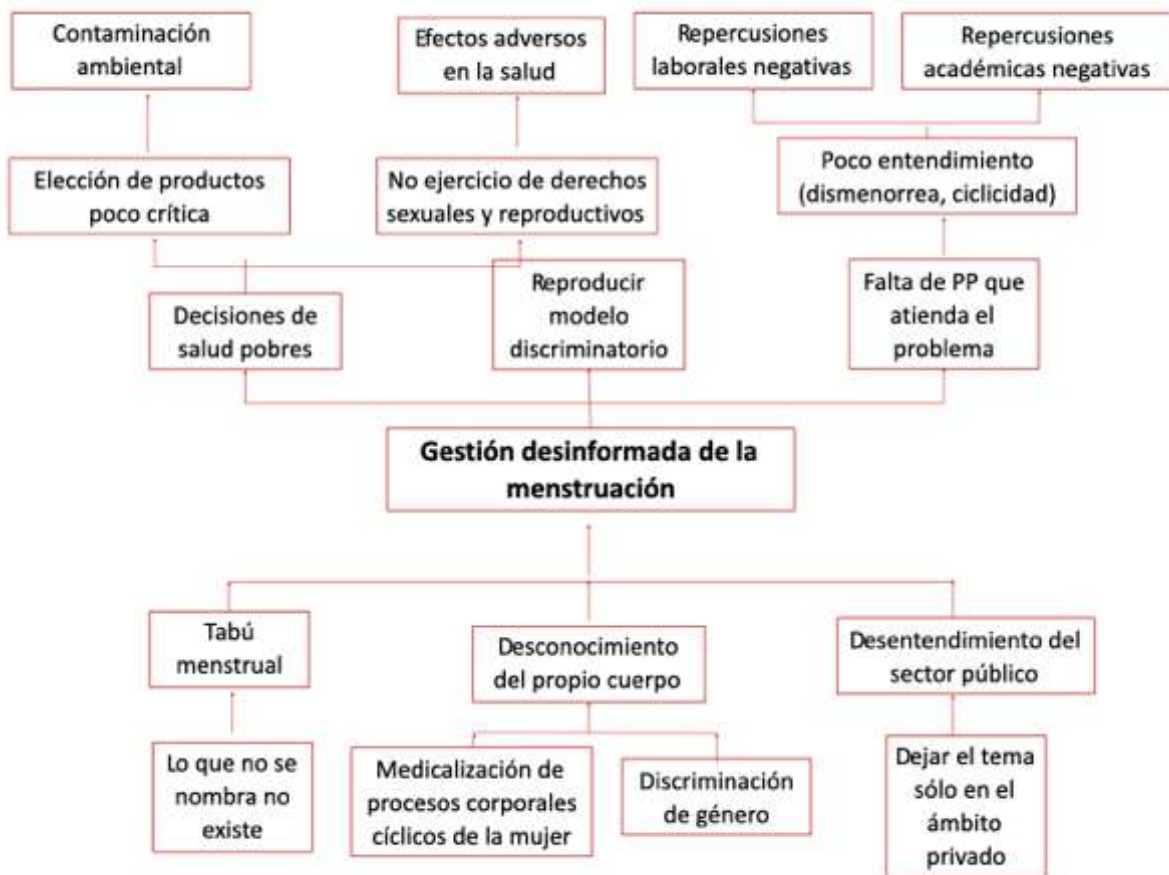 Contaminación
ambiental
Efectos adversos
en la salud
Repercusiones
laborales negativas
Repercusiones
académicas negativas
Elección de productos
poco crítica
No ejercicio de derechos
sexuales y reproductivos
Poco entendimiento
(dismenorrea, ciclicidad)
Decisiones de
salud pobres
Reproducir
modelo
discriminatorio
Falta de PP que
atienda el
problema
Gestión desinformada de la
menstruación
Tabú
menstrual
Desconocimiento
del propio cuerpo
Desentendimiento del
sector público
Lo que no se
nombra no
existe
Medicalización de
procesos corporales
cíclicos de la mujer
Discriminación
de género
Dejar el tema
sólo en el
ámbito
privado